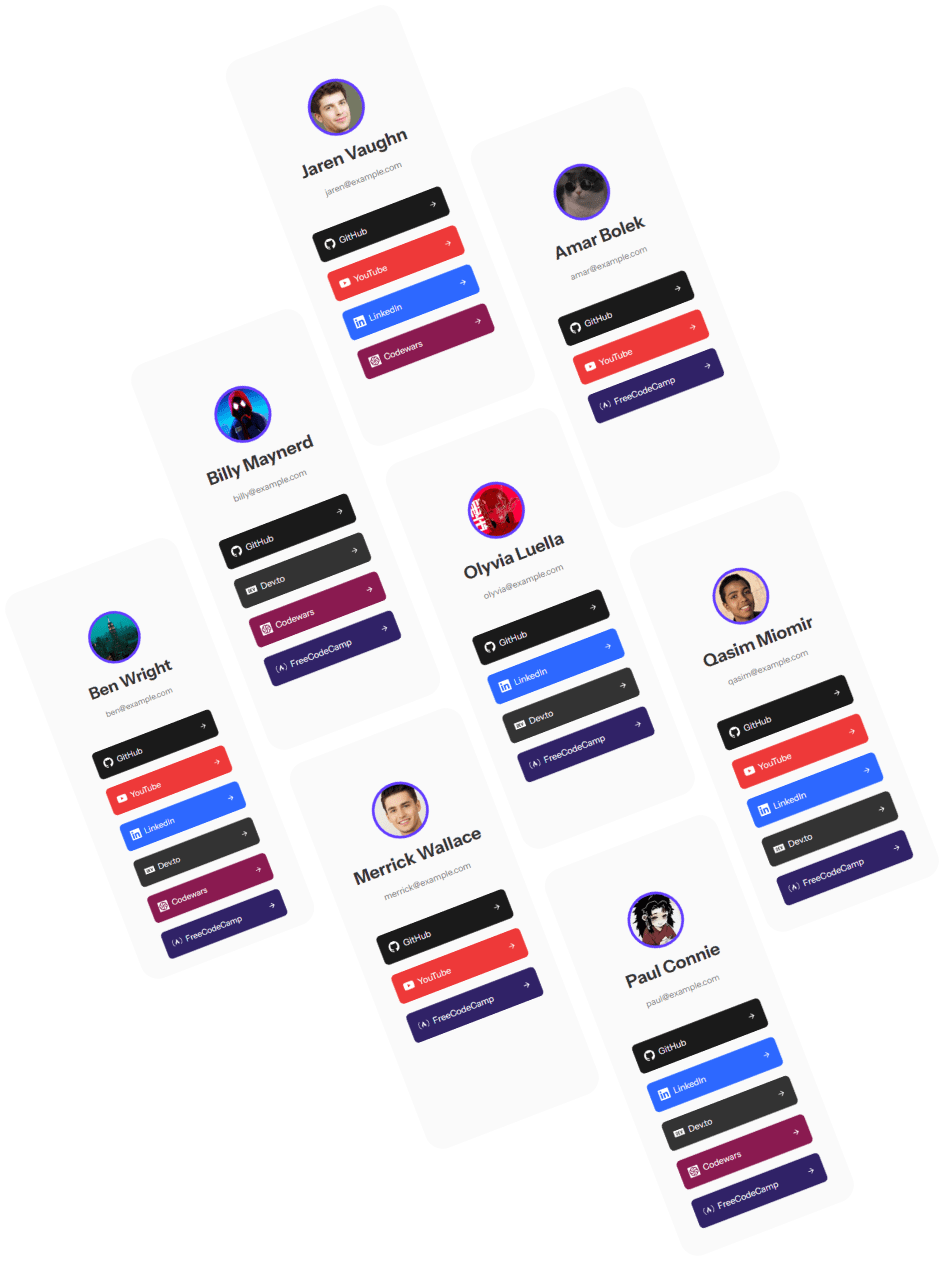 Jaren Vaughn
jaren@example.com
GitHub
YouTube
LinkedIn
Codewars
Amar Bolek
amar@example.com
GitHub
YouTube
FreeCodeCamp
Billy Maynerd
billy@example.com
GitHub
Dev.to
Codewars
FreeCodeCamp
Olyvia Luella
olyvia@example.com
GitHub
LinkedIn
Dev.to
FreeCodeCamp
Ben Wright
ben@example.com
GitHub
YouTube
LinkedIn
Dev.to
Codewars
FreeCodeCamp
Qasim Miomir
qasim@example.com
GitHub
YouTube
LinkedIn
Dev.to
FreeCodeCamp
Merrick Wallace
merrick@example.com
GitHub
YouTube
FreeCodeCamp
Paul Connie
paul@example.com
GitHub
LinkedIn
Dev.to
Codewars
FreeCodeCamp